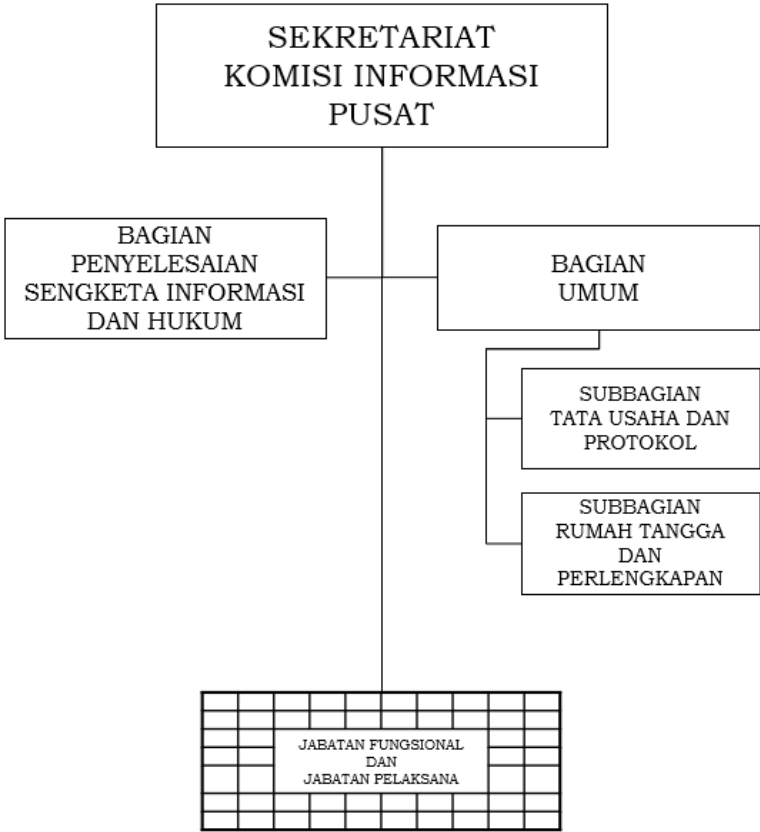 SEKRETARIAT
KOMISI INFORMASI
PUSAT
BAGIAN
PENYELESAIAN
SENGKETA INFORMASI
DAN HUKUM
BAGIAN
UMUM
SUBBAGIAN
TATA USAHA DAN
PROTOKOL
SUBBAGIAN
RUMAH TANGGA
DAN
PERLENGKAPAN
JABATAN FUNGSIONAL
DAN
JABATAN PELAKSANA